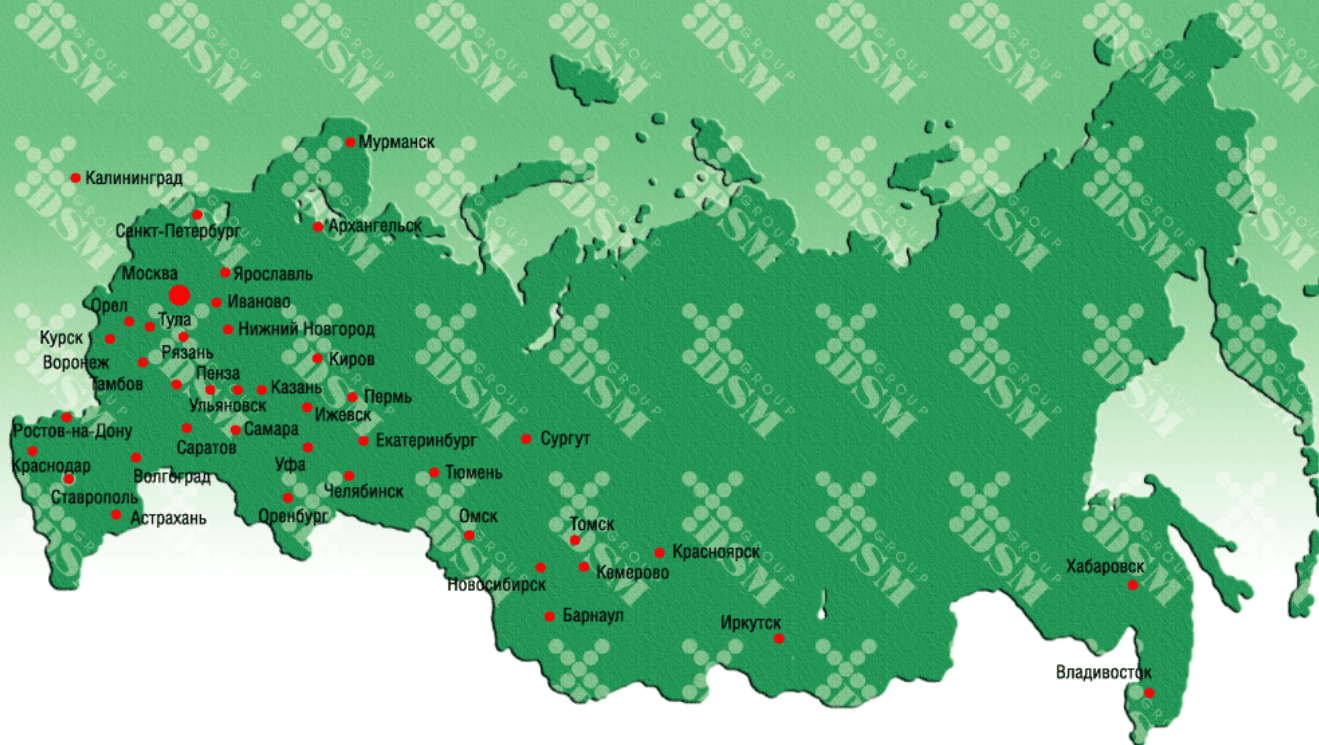 Мурманск
Калининград
Санкт-Петербург
Архангельск
Москва
Ярославль
Орел
Иваново
Тула
Нижний Новгород
Курск
Рязань
Воронеж
Киров
Пенза
Тамбов
Казань
Пермь
Ульяновск
Ижевск
Ростов-на-Дону
Самара
Екатеринбург
Сургут
Саратов
Краснодар
Уфа
Волгоград
Тюмень
Челябинск
Ставрополь
Астрахань
Оренбург
Омск
Томск
Красноярск
Хабаровск
Кемерово
Новосибирск
Барнаул
Иркутск
Владивосток
iDSM GROUP